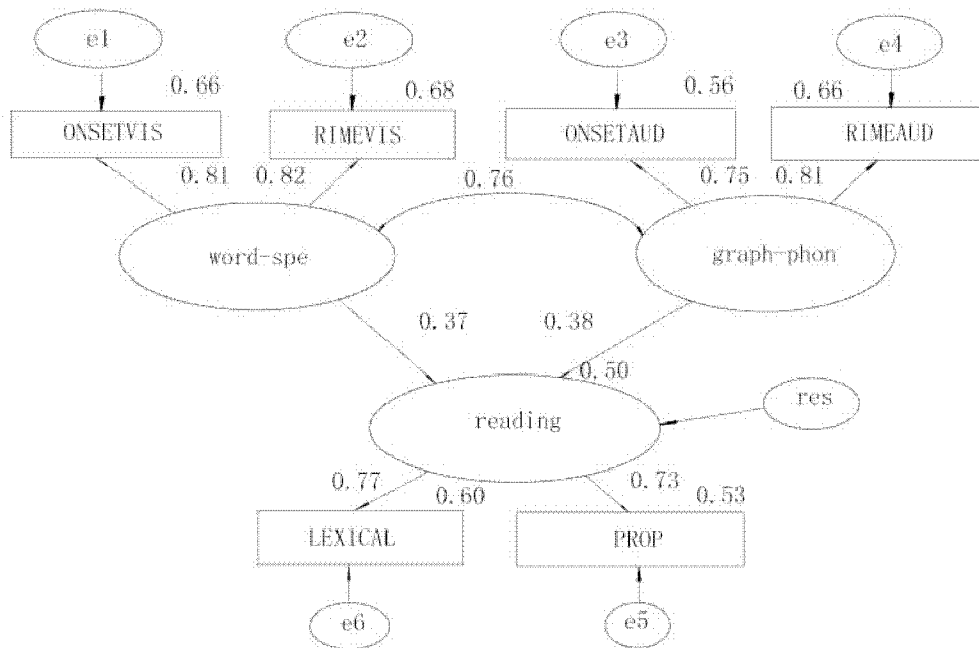 e1
e2
e3
e4
0.66
0.68
0.56
0.66
ONSETVIS
RIMEVIS
ONSETAUD
RIMEAUD
0.81
0.82
0.76
0.75
0.81
word-spe
graph-phon
0.37
0.38
0.50
res
reading
0.77
0.60
0.73
0.53
LEXICAL
PROP
e6
e5